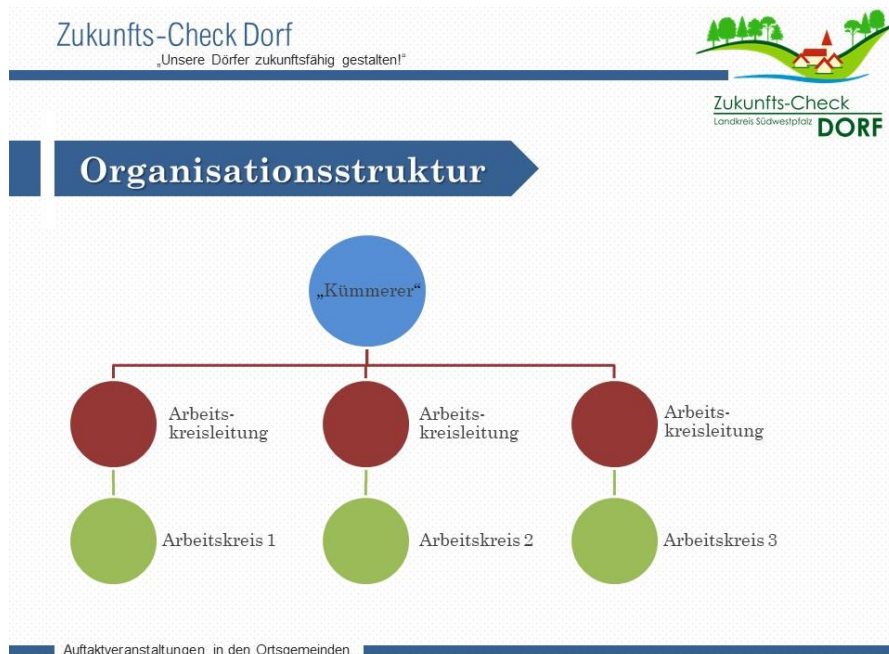 Zukunfts-Check Dorf
„Unsere Dörfer zukunftsfähig gestalten!“
Zukunfts-Check
Landkreis Südwestpfalz
DORF
Organisationsstruktur
„Kümmerer“
Arbeits-
kreisleitung
Arbeits-
kreisleitung
Arbeits-
kreisleitung
Arbeitskreis 1
Arbeitskreis 2
Arbeitskreis 3
Auftaktveranstaltungen in den Ortsgemeinden